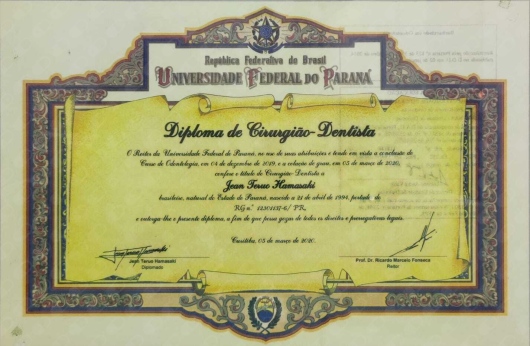 República Federativa do Brasil
UNIVERSIDADE FEDERAL DO PARANÁ
Diploma de Cirurgião-Dentista
O Reitor da Universidade Federal do Paraná, no uso de suas atribuições e tendo em vista a conclusão do
Curso de Odontologia, em 04 de dezembro de 2019, e a colação de grau, em 03 de março de 2020,
confere o título de Cirurgião-Dentista a
Jean Teruo Hamasaki
brasileiro, natural do Estado do Paraná, nascido a 21 de abril de 1994, portador do
RG n.º
e outorga-lhe o presente diploma, a fim de que possa gozar de todos os direitos e prerrogativas legais.
Curitiba, 03 de março de 2020.
Jean Teruo Hamasaki
Diplomado
Prof. Dr. Ricardo Marcelo Fonseca
Reitor